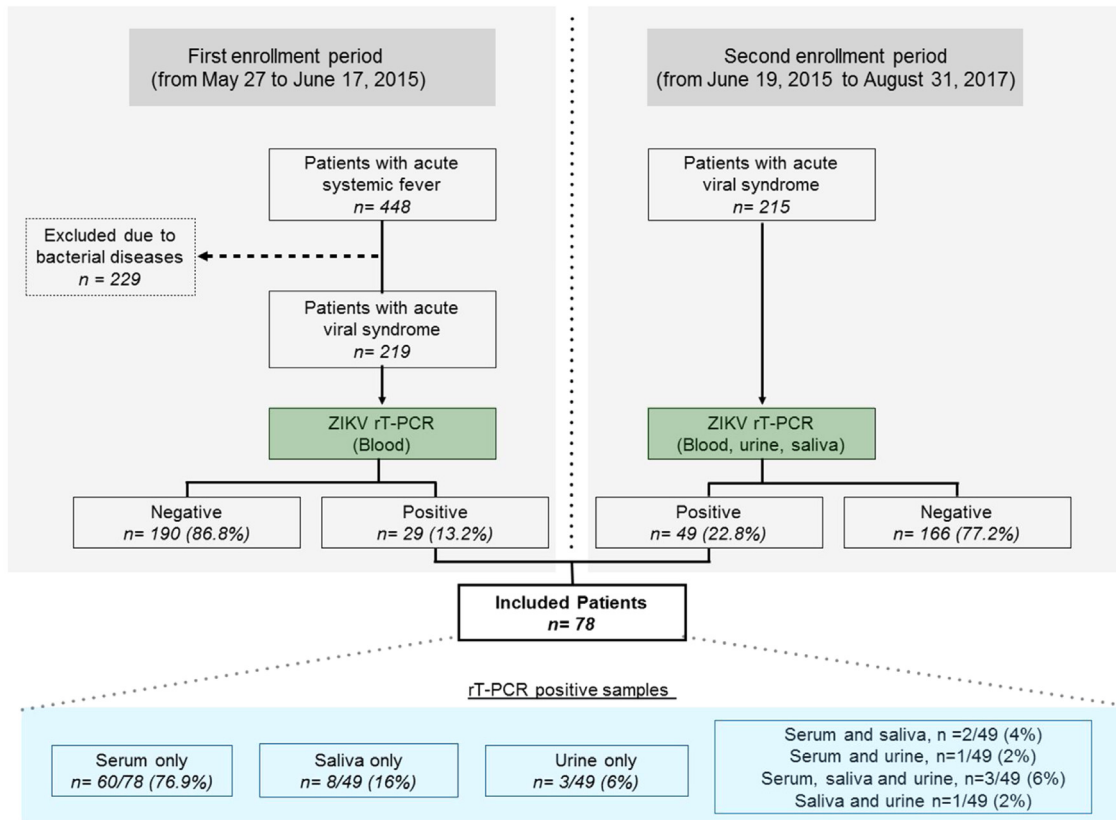 First enrollment period
(from May 27 to June 17, 2015)
Second enrollment period
(from June 19, 2015 to August 31, 2017)
Patients with acute
systemic fever
n= 448
Excluded due to
bacterial diseases
n = 229
Patients with acute
viral syndrome
n= 219
ZIKV rT-PCR
(Blood)
Negative
n= 190 (86.8%)
Positive
n= 29 (13.2%)
Patients with acute
viral syndrome
n= 215
ZIKV rT-PCR
(Blood, urine, saliva)
Positive
n= 49 (22.8%)
Negative
n= 166 (77.2%)
Included Patients
n= 78
rT-PCR positive samples
Serum only
n= 60/78 (76.9%)
Saliva only
n= 8/49 (16%)
Urine only
n= 3/49 (6%)
Serum and saliva, n =2/49 (4%)
Serum and urine, n=1/49 (2%)
Serum, saliva and urine, n=3/49 (6%)
Saliva and urine n=1/49 (2%)